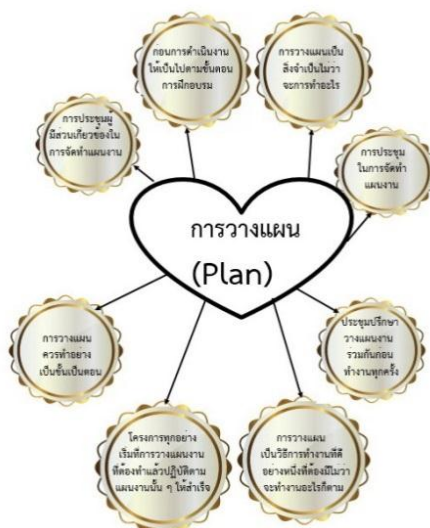 ก่อนการดำเนินงาน
ให้เป็นไปตามขั้นตอน
การฝึกอบรม
การวางแผนเป็น
สิ่งจำเป็นไม่ว่า
จะการทำอะไร
การประชุมผู้
มีส่วนเกี่ยวข้องใน
การจัดทำแผนงาน
การประชุม
ในการจัดทำ
แผนงาน
การวางแผน
(Plan)
การวางแผน
ควรทำอย่าง
เป็นขั้นเป็นตอน
ประชุมปรึกษา
วางแผนงาน
ร่วมกันก่อน
ทำงานทุกครั้ง
โครงการทุกอย่าง
เริ่มที่การวางแผนงาน
ที่ต้องทำแล้วปฏิบัติตาม
แผนงานนั้น ๆ ให้สำเร็จ
การวางแผน
เป็นวิธีการทำงานที่ดี
อย่างหนึ่งที่ต้องมีไม่ว่า
จะทำงานอะไรก็ตาม